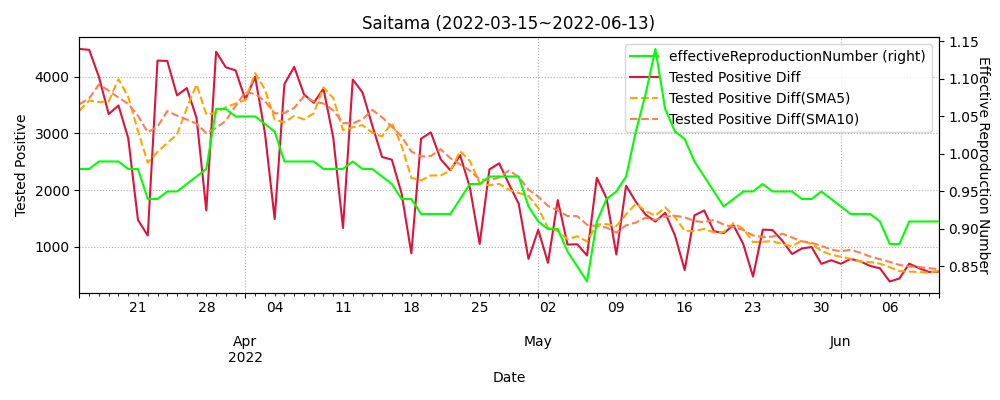 Saitama (2022-03-15~2022-06-13)
effectiveReproductionNumber (right)
Tested Positive Diff
Tested Positive Diff(SMA5)
Tested Positive Diff(SMA10)
Tested Positive
4000
3000
2000
1000
1.15
1.10
1.05
1.00
0.95
0.90
0.85
Effective Reproduction Number
21 28 04 11 18 25 02 09 16 23 30 06
Apr May Jun
2022
Date